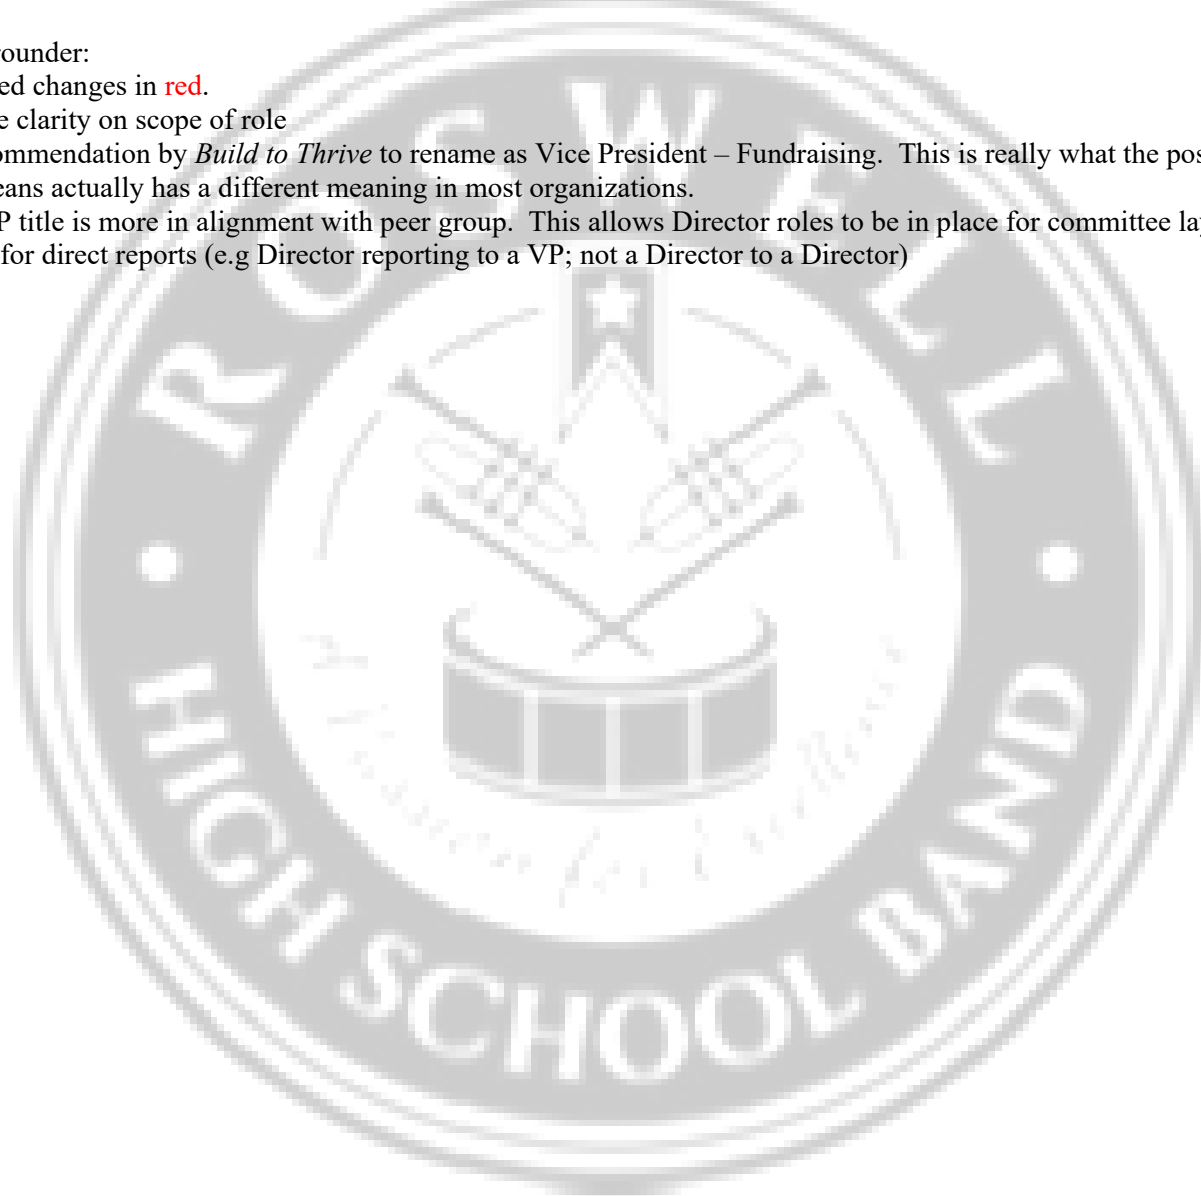 rounder:
ed changes in red.
e clarity on scope of role
ommendation by Build to Thrive to rename as Vice President – Fundraising.  This is really what the pos
eans actually has a different meaning in most organizations.
P title is more in alignment with peer group.  This allows Director roles to be in place for committee la
for direct reports (e.g Director reporting to a VP; not a Director to a Director)
ROSWELL
HIGH SCHOOL BAND